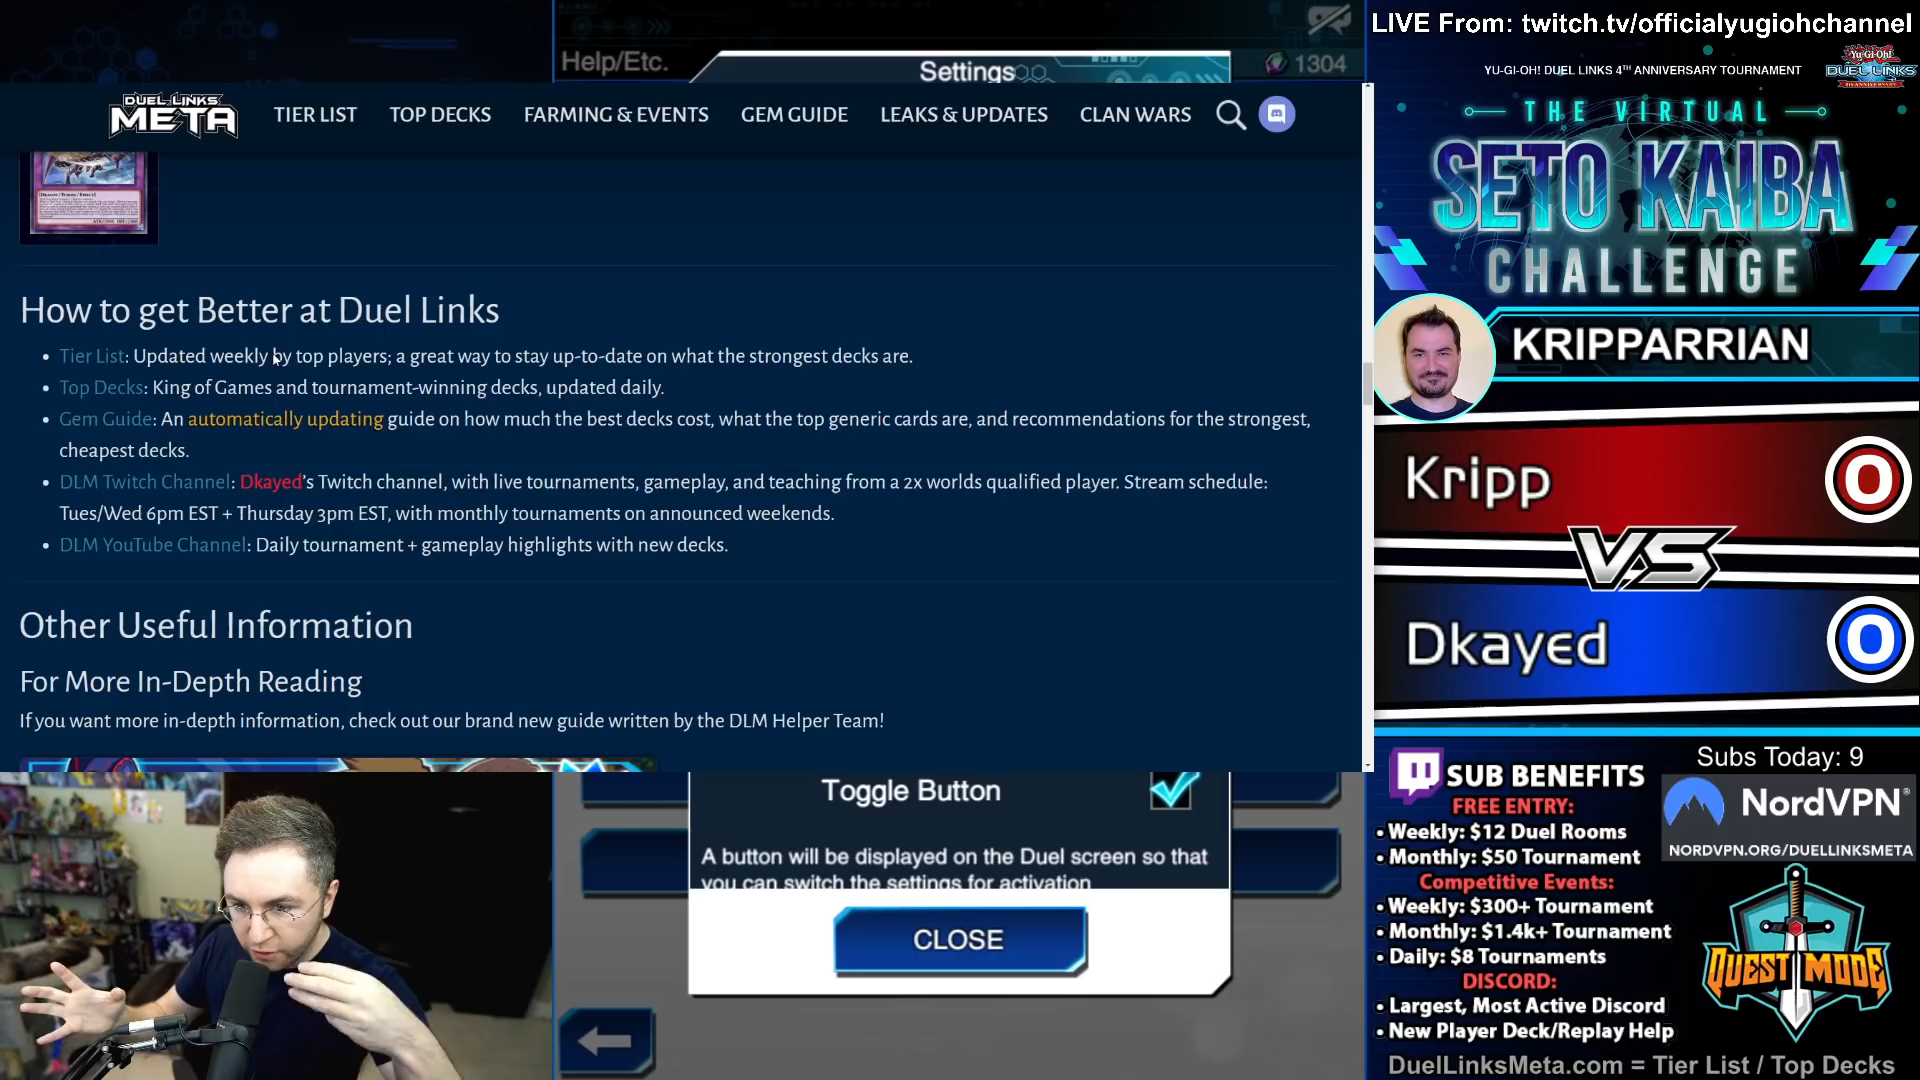 Help/Etc.
Settings
1304
DUEL LINKS
META
TIER LIST
TOP DECKS
FARMING & EVENTS
GEM GUIDE
LEAKS & UPDATES
CLAN WARS
How to get Better at Duel Links
• Tier List: Updated weekly by top players; a great way to stay up-to-date on what the strongest decks are.
• Top Decks: King of Games and tournament-winning decks, updated daily.
• Gem Guide: An automatically updating guide on how much the best decks cost, what the top generic cards are, and recommendations for the strongest,
cheapest decks.
• DLM Twitch Channel: Dkayed's Twitch channel, with live tournaments, gameplay, and teaching from a 2x worlds qualified player. Stream schedule:
Tues/Wed 6pm EST + Thursday 3pm EST, with monthly tournaments on announced weekends.
• DLM YouTube Channel: Daily tournament + gameplay highlights with new decks.
Other Useful Information
For More In-Depth Reading
If you want more in-depth information, check out our brand new guide written by the DLM Helper Team!
Toggle Button
A button will be displayed on the Duel screen so that
you can switch the settings for activation
CLOSE
LIVE From: twitch.tv/officialyugiohchannel
YU-GI-OH! DUEL LINKS 4TH ANNIVERSARY TOURNAMENT
Yu-Gi-Oh!
DUEL LINKS
THE VIRTUAL
SETO KAIBA
CHALLENGE
KRIPPARRIAN
Kripp
0
VS
Dkayed
0
SUB BENEFITS
FREE ENTRY:
• Weekly: $12 Duel Rooms
• Monthly: $50 Tournament
Competitive Events:
• Weekly: $300+ Tournament
• Monthly: $1.4k+ Tournament
• Daily: $8 Tournaments
DISCORD:
• Largest, Most Active Discord
• New Player Deck/Replay Help
Subs Today: 9
NordVPN®
NORDVPN.ORG/DUELLINKSMETA
QUEST MODE
DuelLinksMeta.com = Tier List / Top Decks